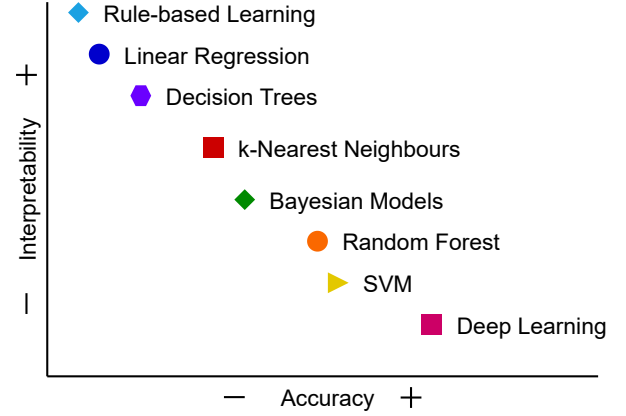 Rule-based Learning
Linear Regression
Decision Trees
k-Nearest Neighbours
Bayesian Models
Random Forest
SVM
Deep Learning
− Interpretability +
− Accuracy +